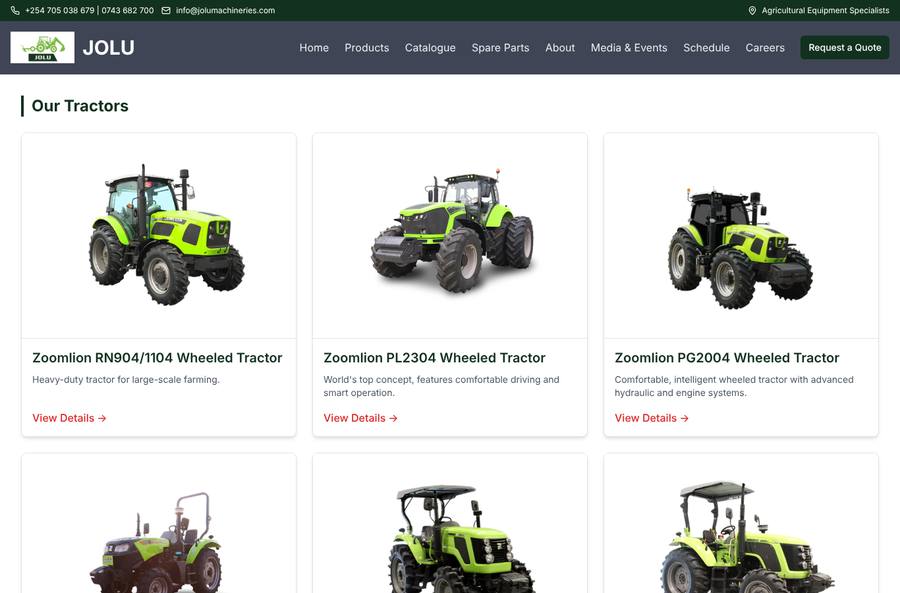 +254 705 038 679 | 0743 682 700
info@jolumachineries.com
Agricultural Equipment Specialists
JOLU
JOLU
Home
Products
Catalogue
Spare Parts
About
Media & Events
Schedule
Careers
Request a Quote
Our Tractors
Zoomlion RN904/1104 Wheeled Tractor
Heavy-duty tractor for large-scale farming.
View Details →
Zoomlion PL2304 Wheeled Tractor
World's top concept, features comfortable driving and
smart operation.
View Details →
Zoomlion PG2004 Wheeled Tractor
Comfortable, intelligent wheeled tractor with advanced
hydraulic and engine systems.
View Details →